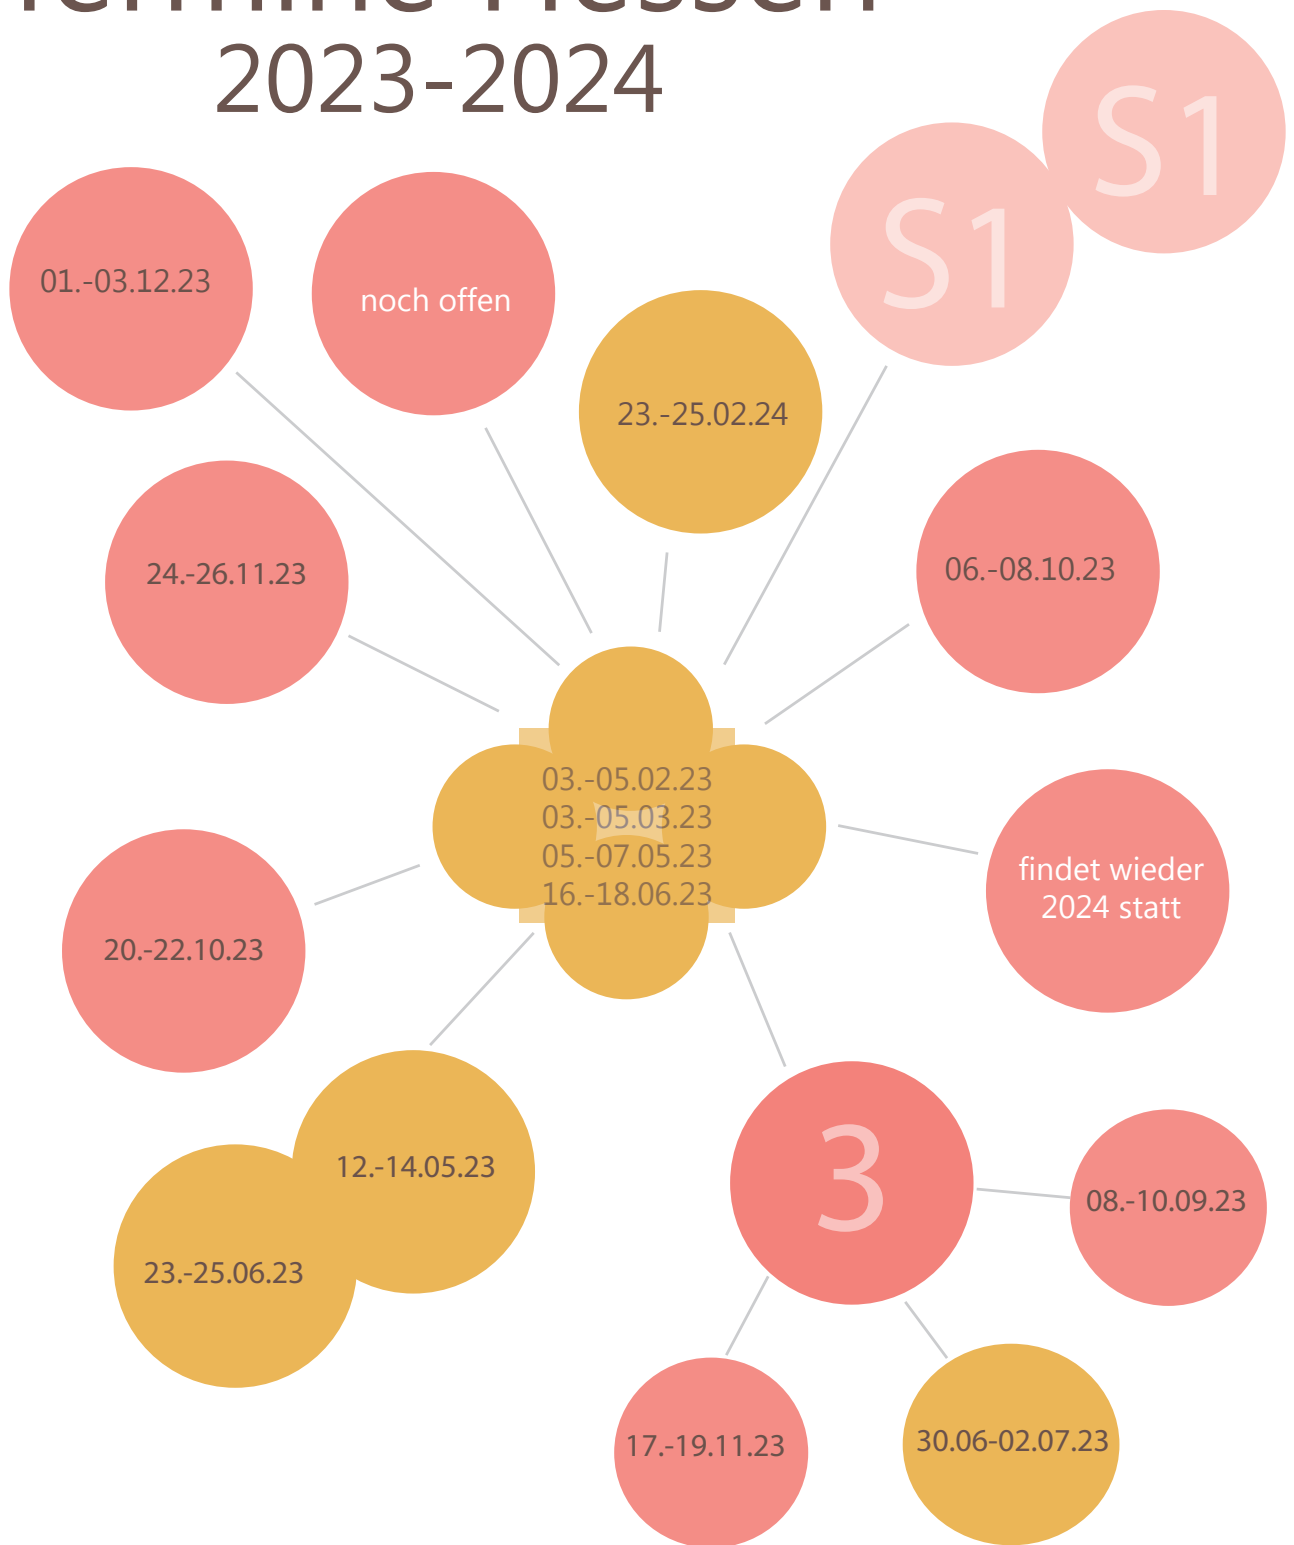 Termine Messen
2023-2024
S1
S1
01.-03.12.23
noch offen
23.-25.02.24
24.-26.11.23
06.-08.10.23
03.-05.02.23
03.-05.03.23
05.-07.05.23
16.-18.06.23
findet wieder
2024 statt
20.-22.10.23
12.-14.05.23
23.-25.06.23
3
08.-10.09.23
17.-19.11.23
30.06-02.07.23